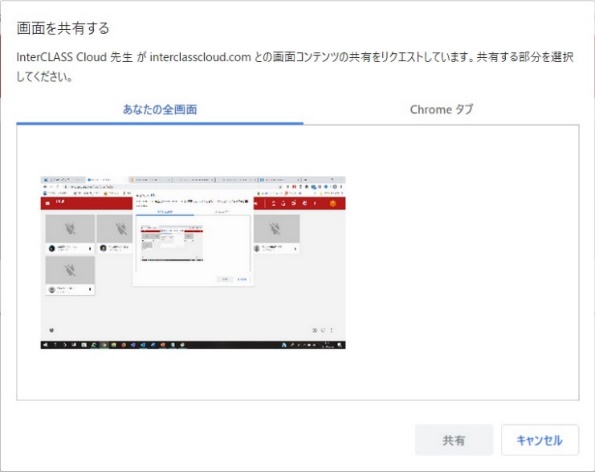 画面を共有する
InterCLASS Cloud 先生 が interclasscloud.com との画面コンテンツの共有をリクエストしています。共有する部分を選択
してください。
あなたの全画面
Chrome タブ
共有
キャンセル